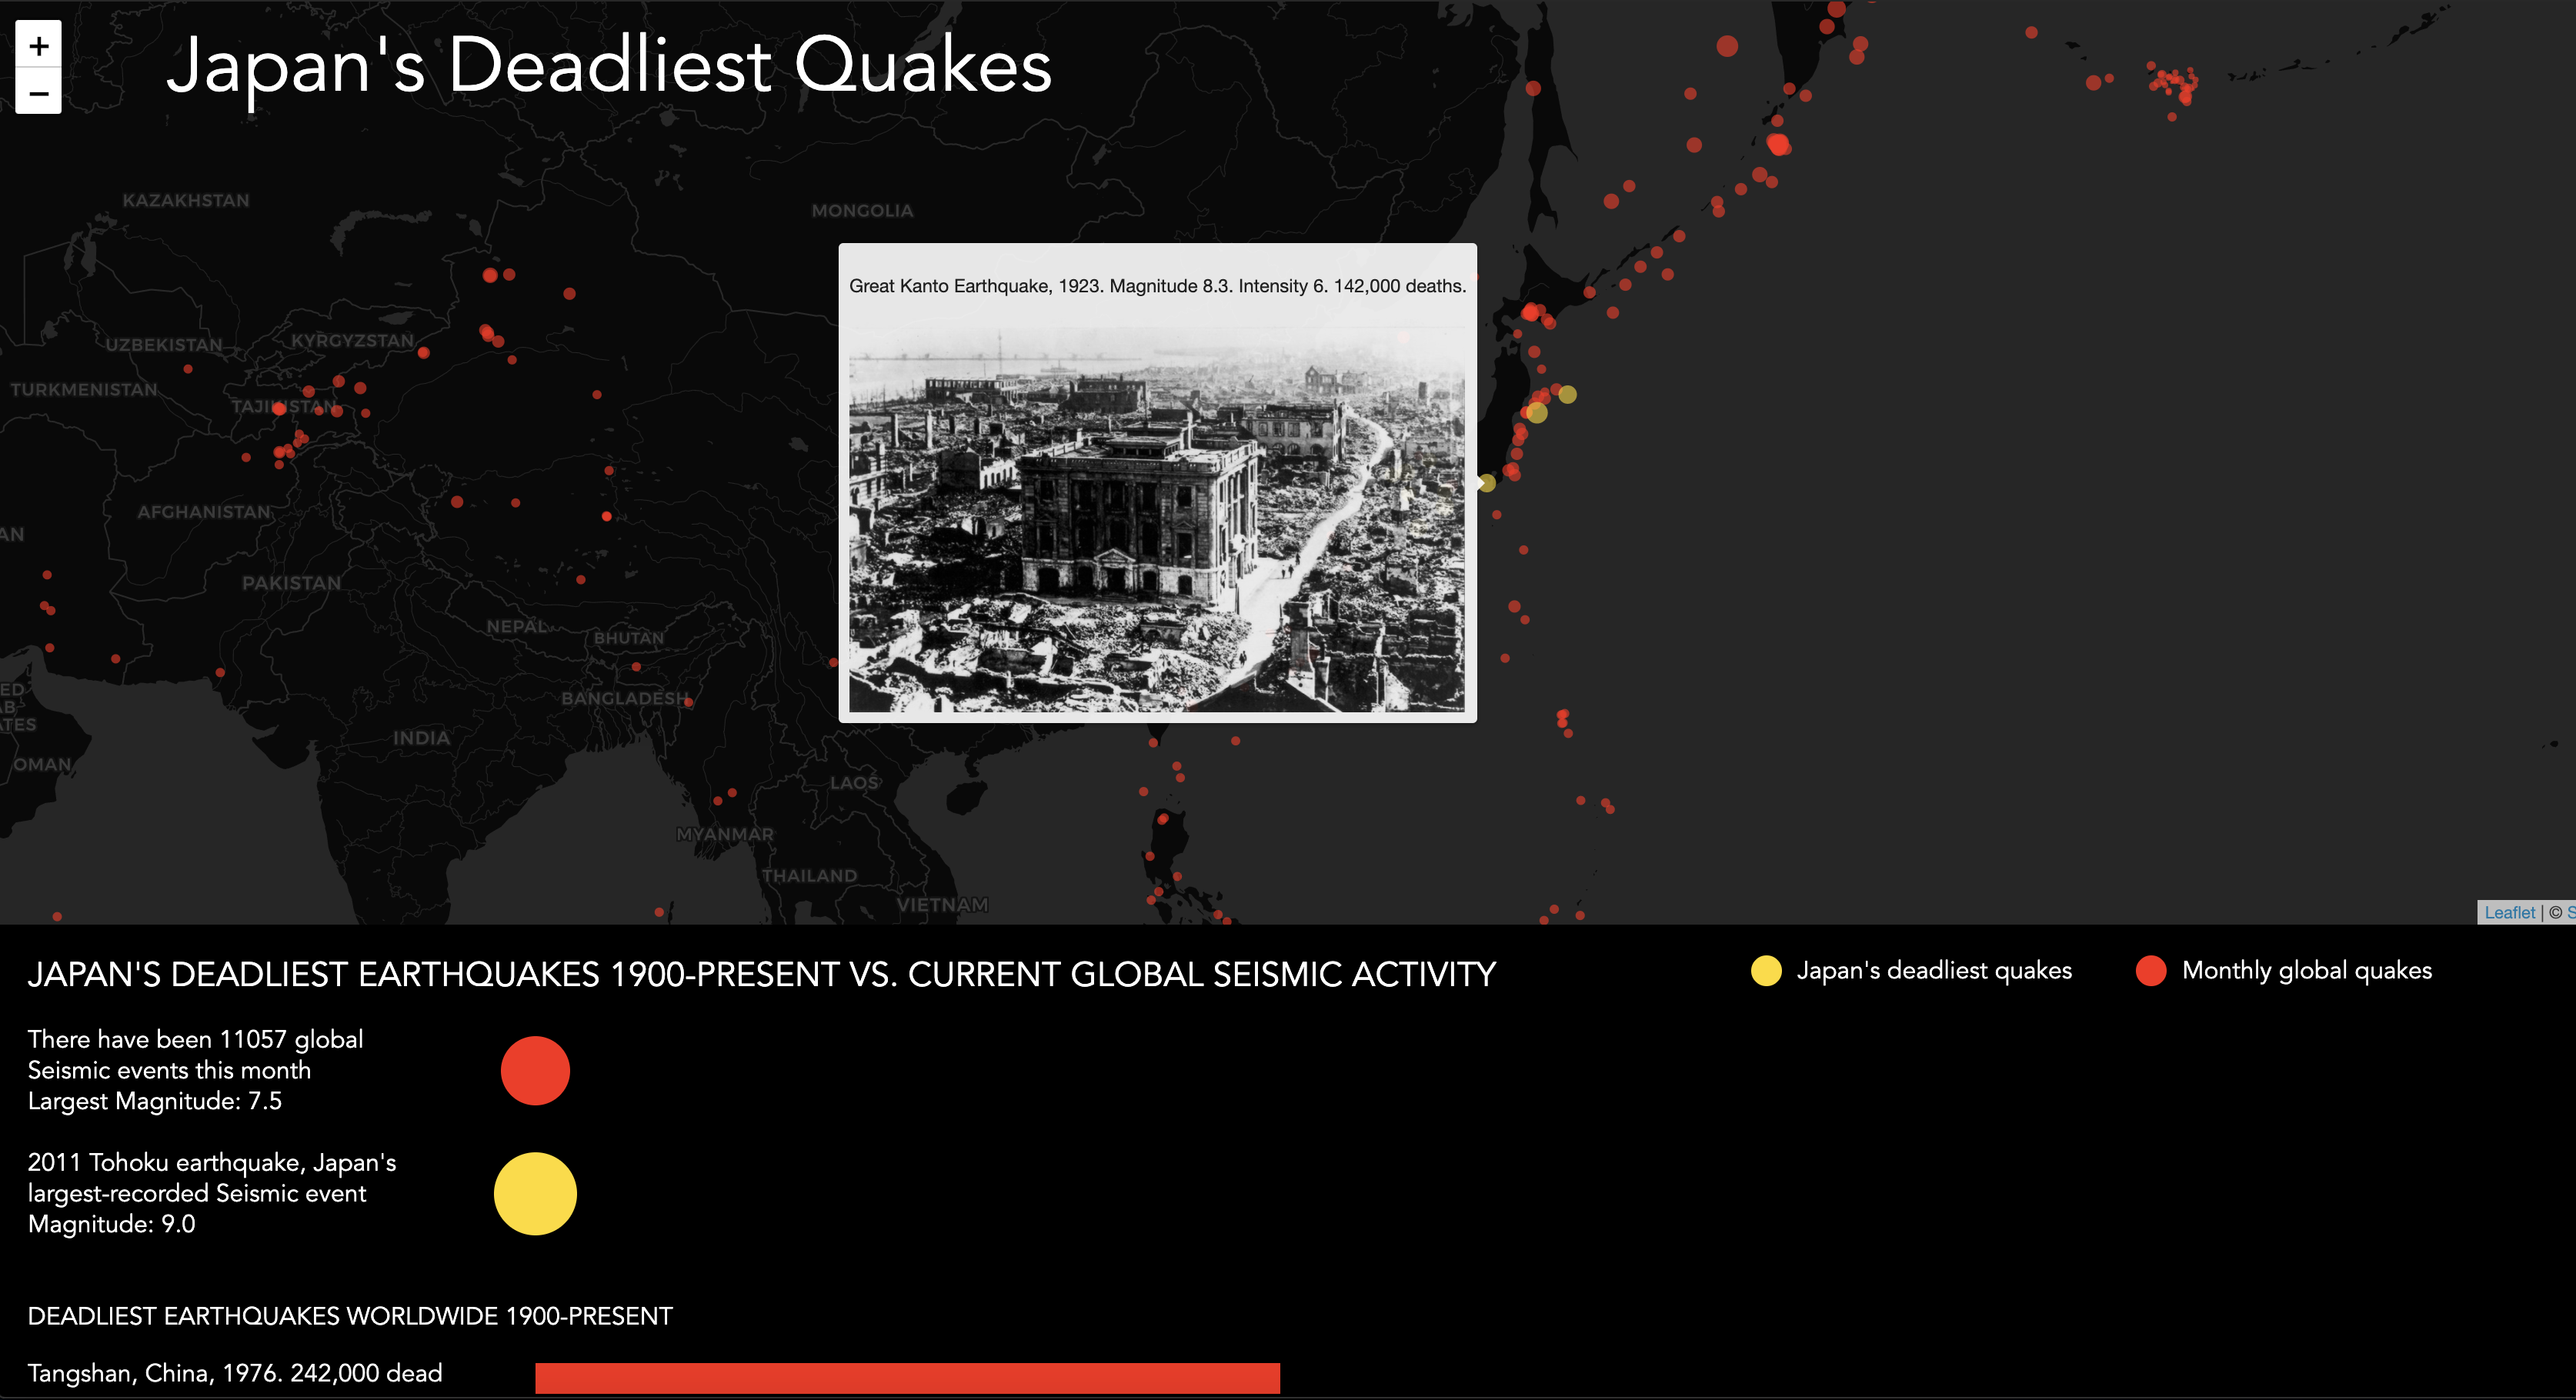 +
−
Japan's Deadliest Quakes
KAZAKHSTAN
MONGOLIA
Great Kanto Earthquake, 1923. Magnitude 8.3. Intensity 6. 142,000 deaths.
UZBEKISTAN
KYRGYZSTAN
TURKMENISTAN
TAJIKISTAN
AFGHANISTAN
AN
PAKISTAN
NEPAL
BHUTAN
ED
AB
ATES
BANGLADESH
INDIA
OMAN
LAOS
MYANMAR
THAILAND
VIETNAM
Leaflet | © S
JAPAN'S DEADLIEST EARTHQUAKES 1900-PRESENT VS. CURRENT GLOBAL SEISMIC ACTIVITY
Japan's deadliest quakes
Monthly global quakes
There have been 11057 global
Seismic events this month
Largest Magnitude: 7.5
2011 Tohoku earthquake, Japan's
largest-recorded Seismic event
Magnitude: 9.0
DEADLIEST EARTHQUAKES WORLDWIDE 1900-PRESENT
Tangshan, China, 1976. 242,000 dead